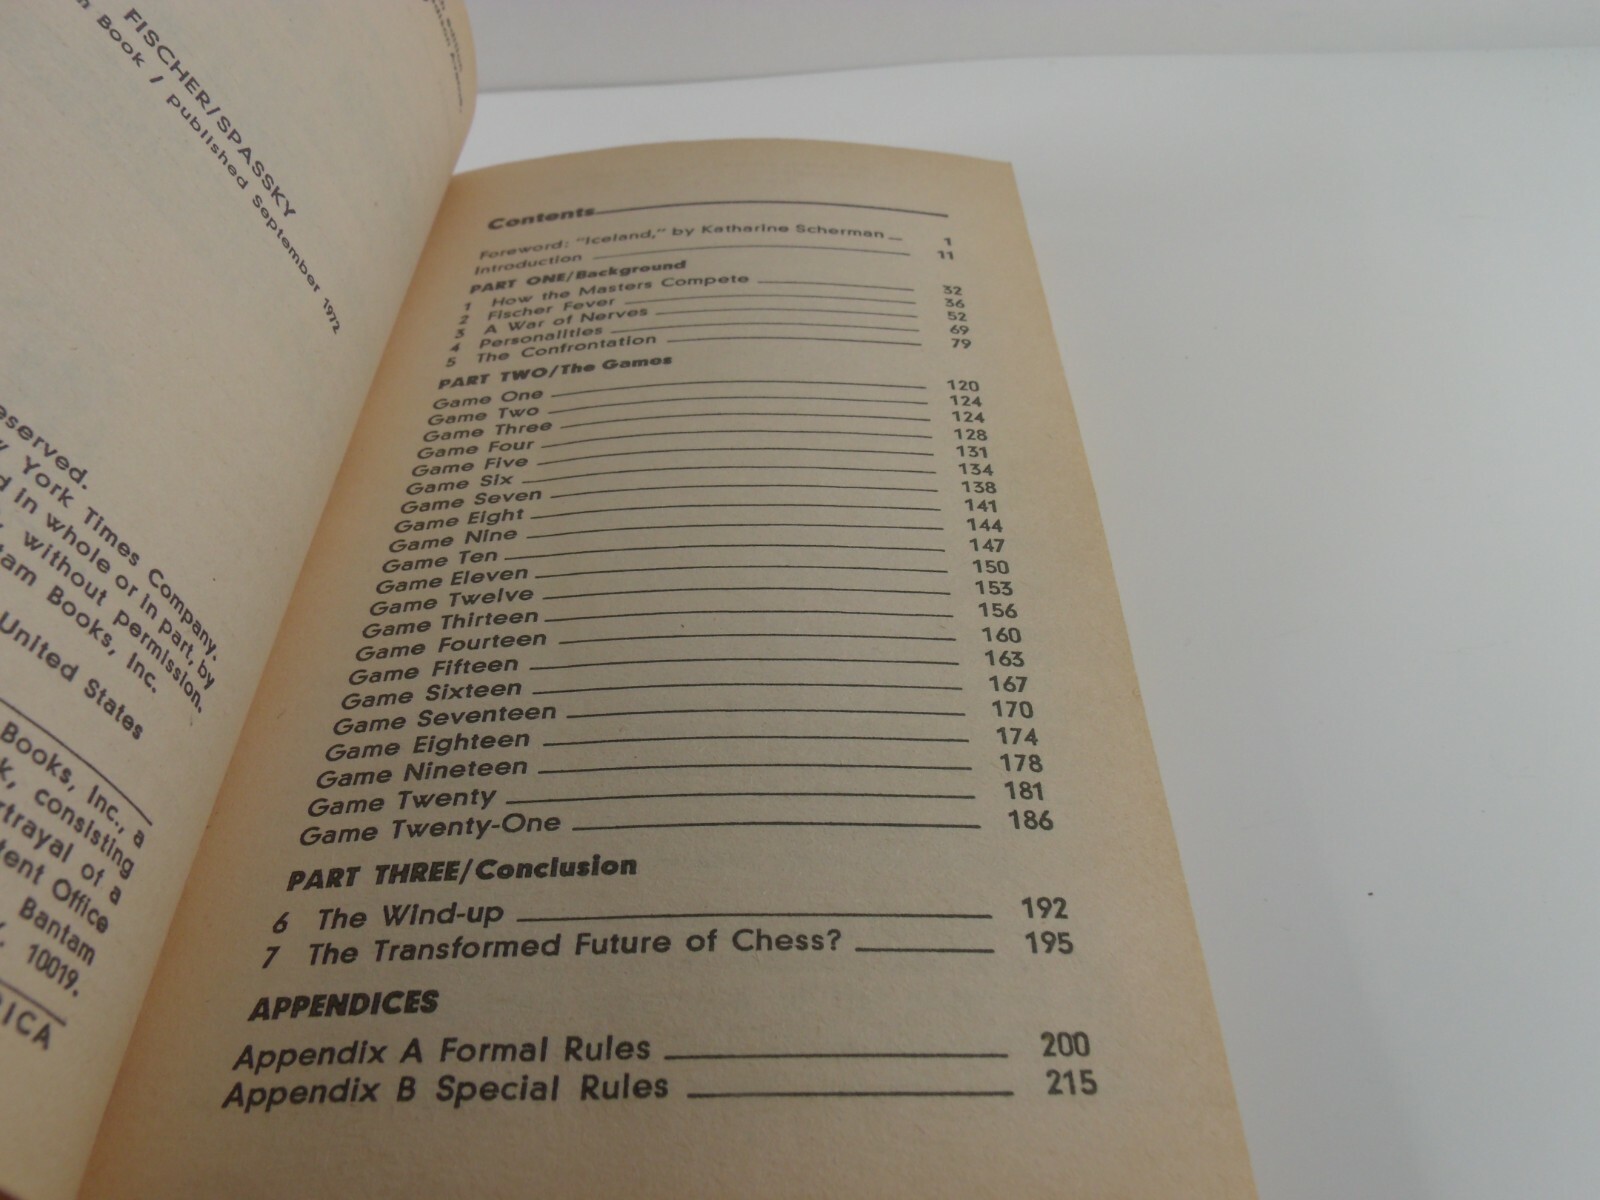 FISCHER/SPASSKY
Book / published September 1972
reserved.
York Times Company.
in whole or in part, by
without permission.
Books, Inc.
United States
Books, Inc., a
consisting
of a
Office
Bantam
10019.
Contents
Foreword: "Iceland," by Katharine Scherman 1
Introduction 11
PART ONE/Background
1 How the Masters Compete 32
2 Fischer Fever 36
3 A War of Nerves 52
4 Personalities 69
5 The Confrontation 79
PART TWO/The Games
Game One 120
Game Two 124
Game Three 124
Game Four 128
Game Five 131
Game Six 134
Game Seven 138
Game Eight 141
Game Nine 144
Game Ten 147
Game Eleven 150
Game Twelve 153
Game Thirteen 156
Game Fourteen 160
Game Fifteen 163
Game Sixteen 167
Game Seventeen 170
Game Eighteen 174
Game Nineteen 178
Game Twenty 181
Game Twenty-One 186
PART THREE/Conclusion
6 The Wind-up 192
7 The Transformed Future of Chess? 195
APPENDICES
Appendix A Formal Rules 200
Appendix B Special Rules 215